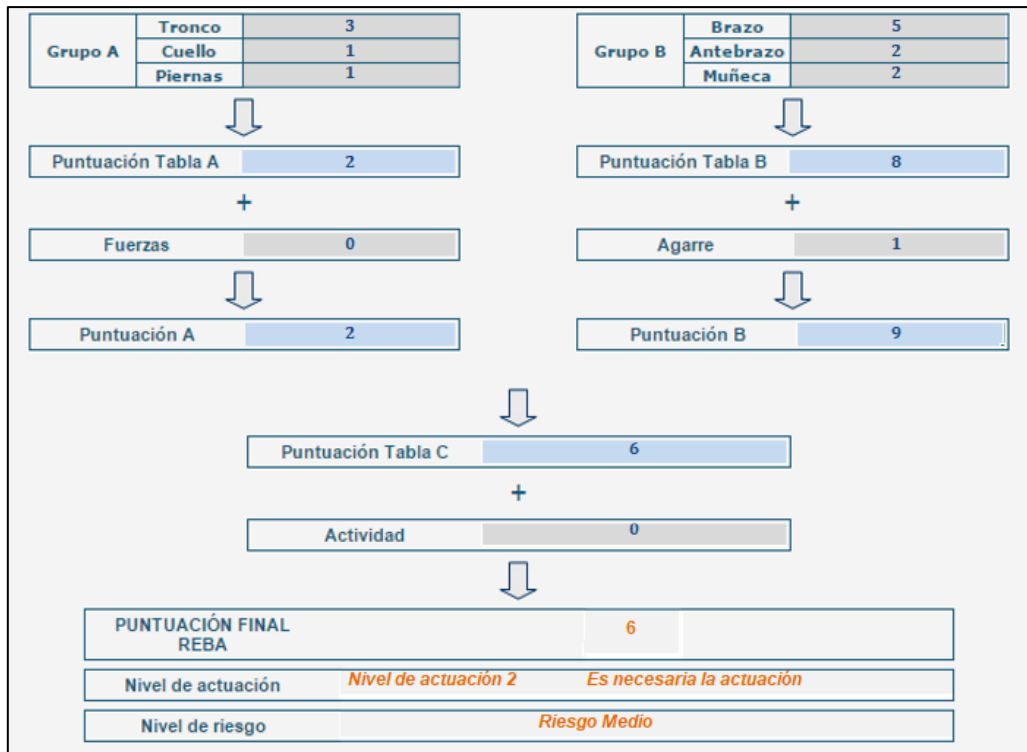 Grupo A
Tronco 3
Cuello 1
Piernas 1
Grupo B
Brazo 5
Antebrazo 2
Muñeca 2
Puntuación Tabla A 2
Puntuación Tabla B 8
+
+
Fuerzas 0
Agarre 1
Puntuación A 2
Puntuación B 9
Puntuación Tabla C 6
+
Actividad 0
PUNTUACIÓN FINAL
REBA
6
Nivel de actuación Nivel de actuación 2 Es necesaria la actuación
Nivel de riesgo Riesgo Medio